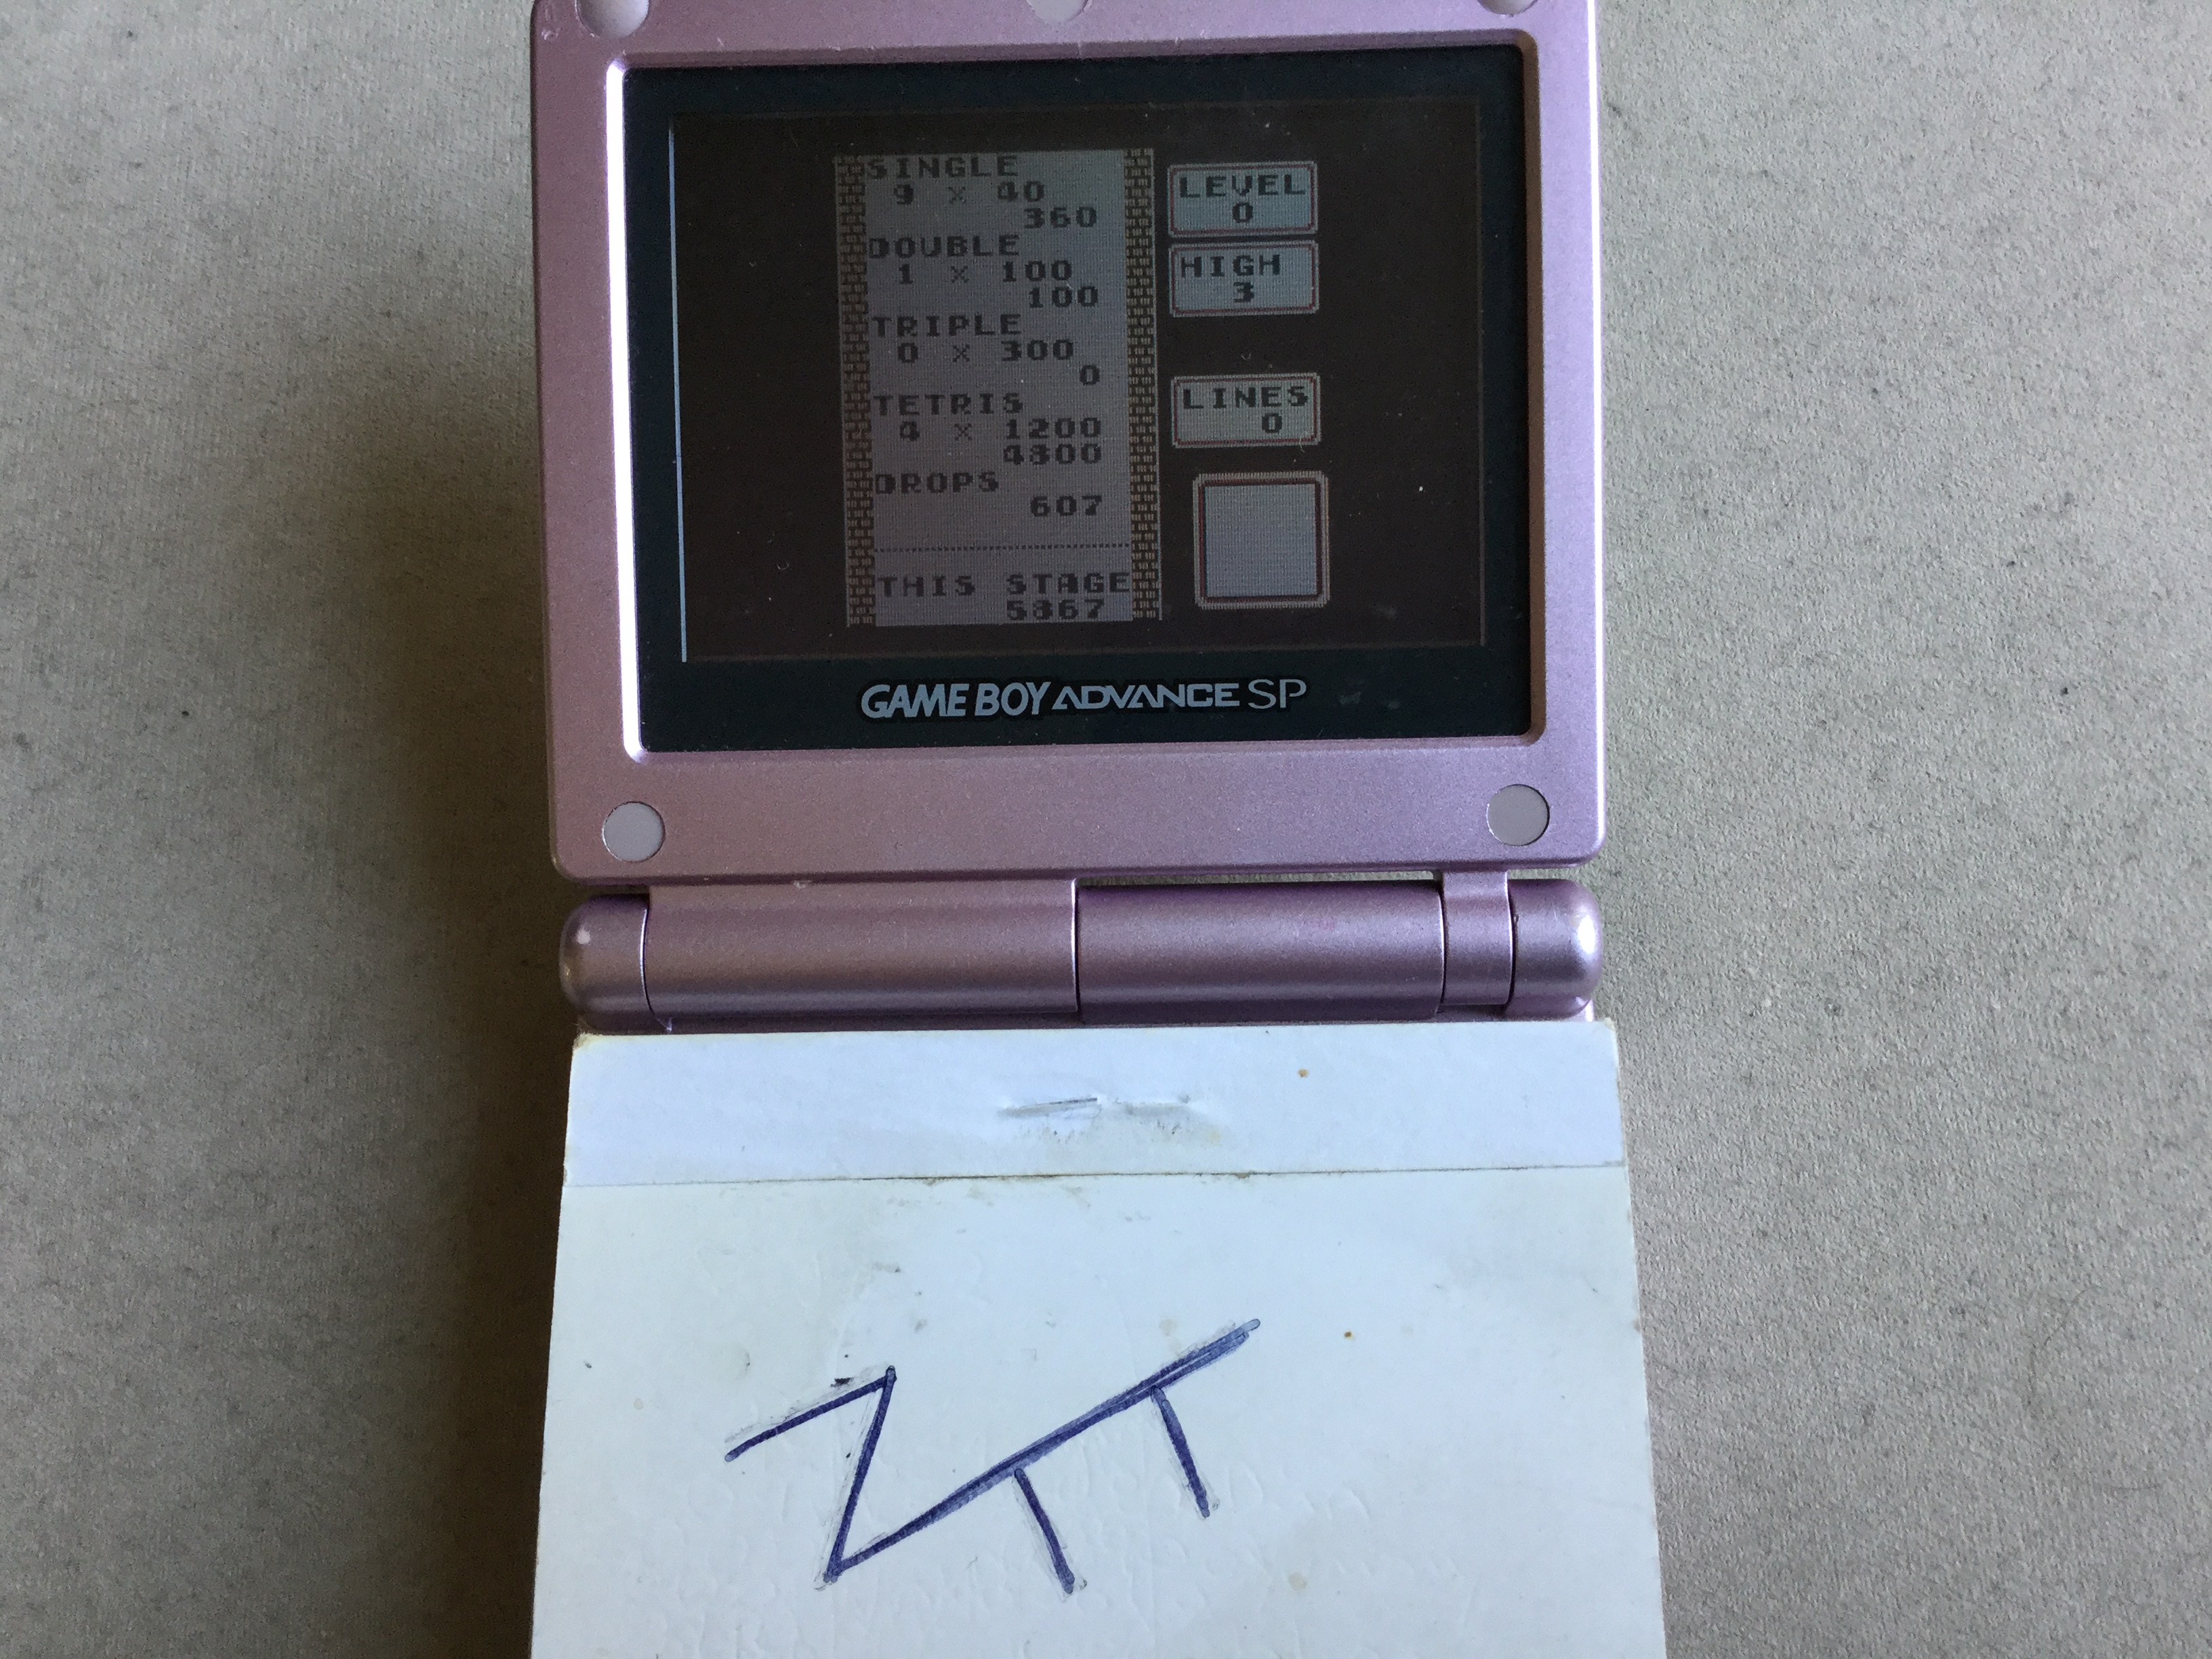 SINGLE
9 x 40
360
DOUBLE
1 x 100
100
TRIPLE
0 x 300
0
TETRIS
4 x 1200
4800
DROPS
607
THIS STAGE
5867
LEVEL
0
HIGH
3
LINES
0
GAME BOY ADVANCE SP
ZTT